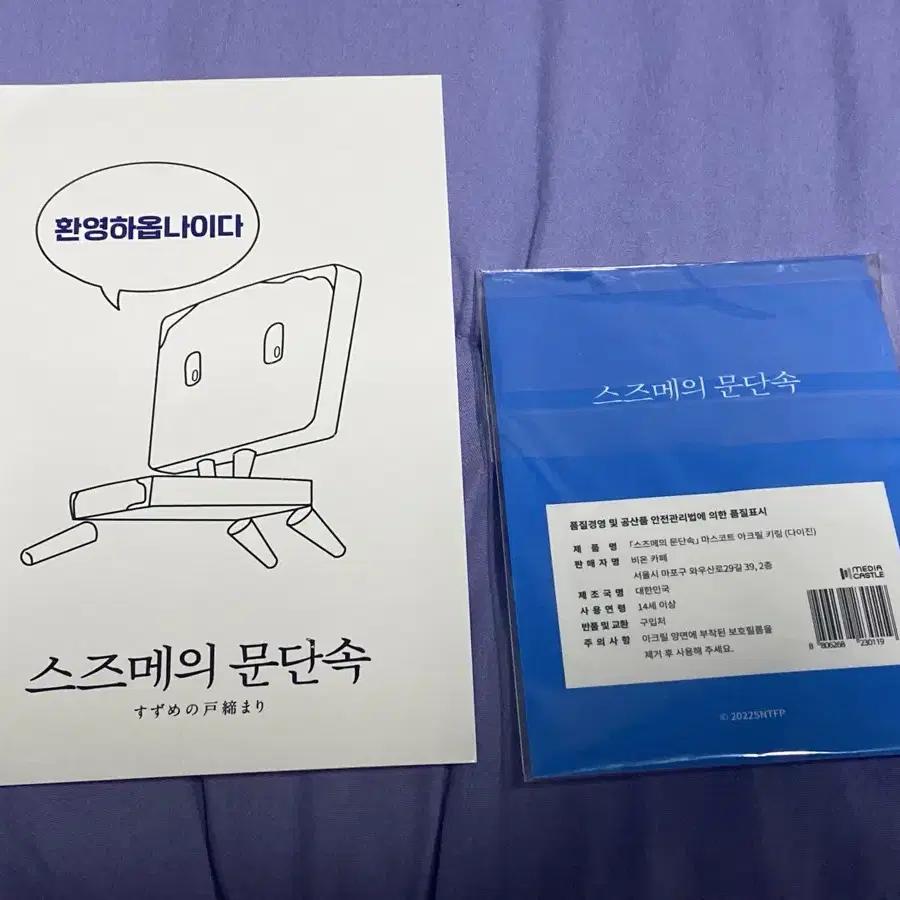 환영하옵나이다
스즈메의 문단속
すずめの戸締まり
스즈메의 문단속
품질경영 및 공산품 안전관리법에 의한 품질표시
제 품 명 「스즈메의 문단속」 마스코트 아크릴 키링 (다이진)
판 매 자 명 비온 카페
서울시 마포구 와우산로29길 39, 2층
제 조 국 명 대한민국
사 용 연 령 14세 이상
반품 및 교환 구입처
주 의 사 항 아크릴 양면에 부착된 보호필름을
제거 후 사용해 주세요.
MEDIA
CASTLE
8 806268 230119
© 2022SNTFP